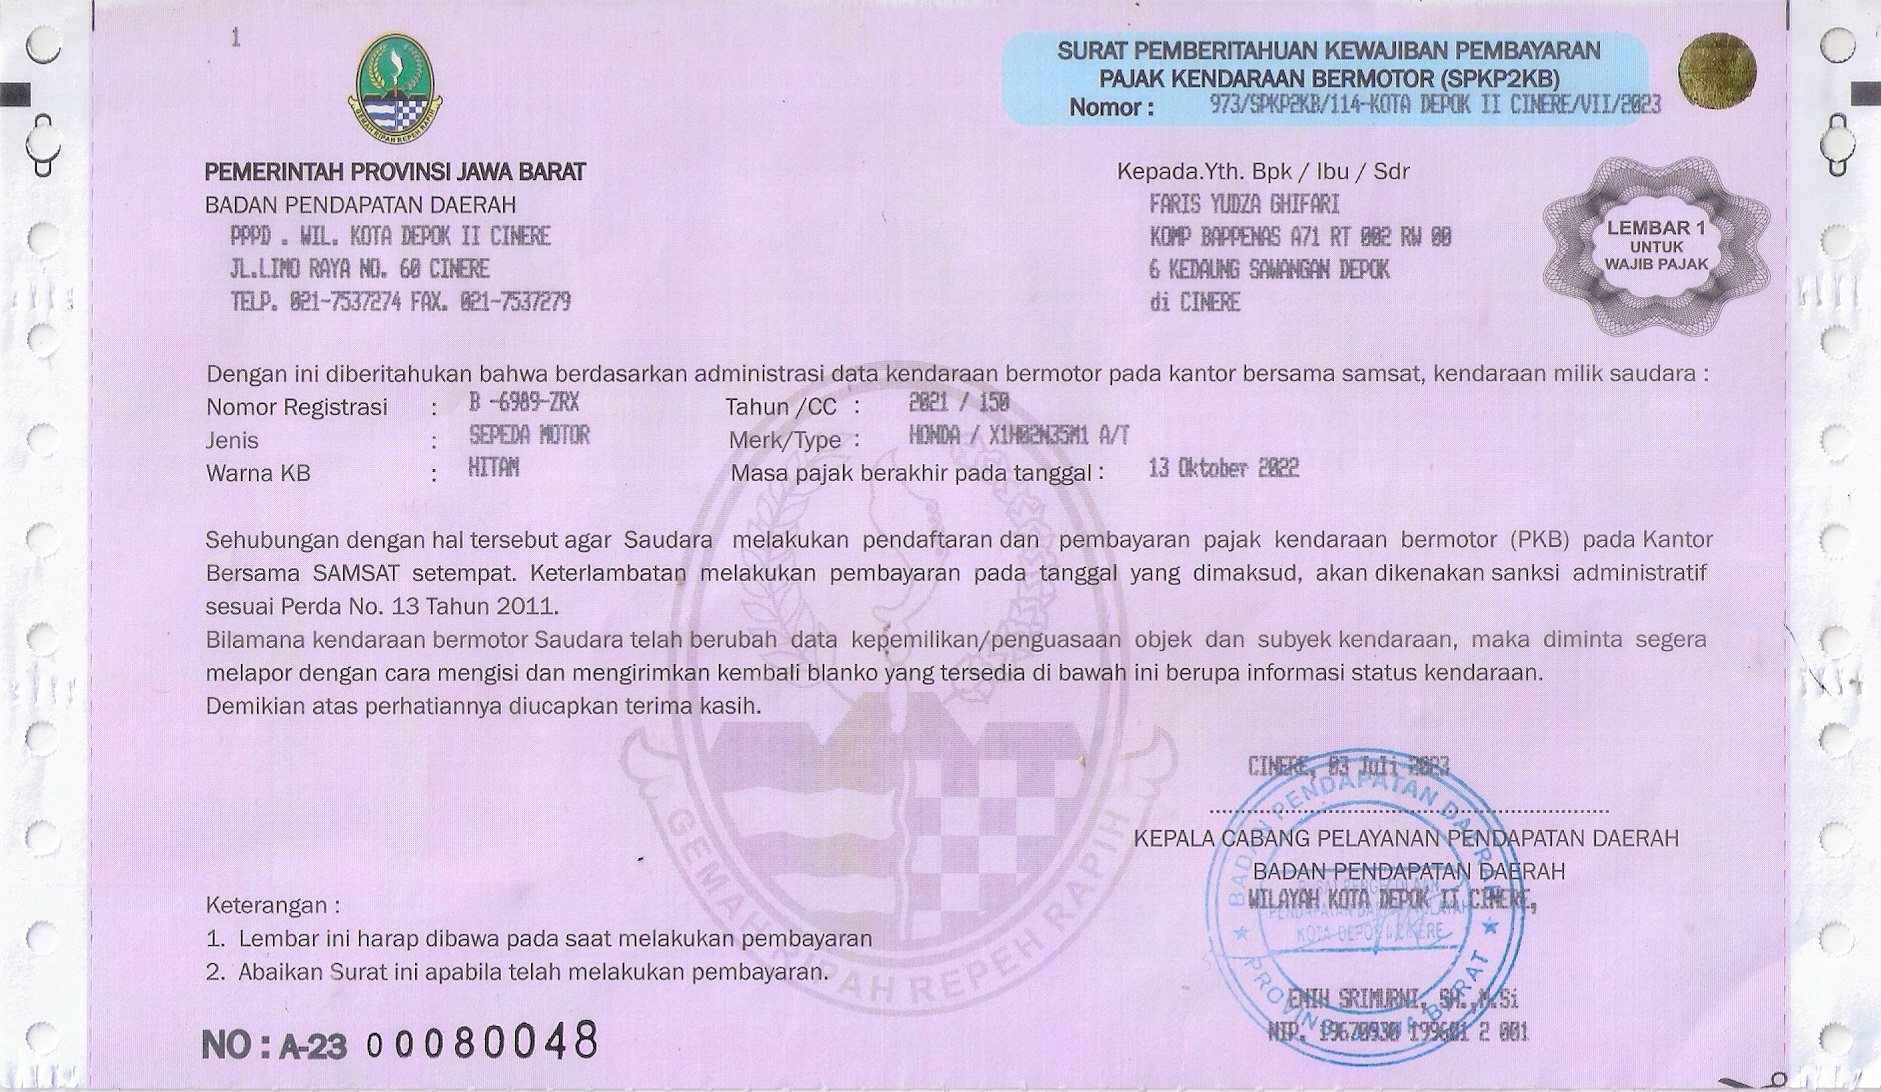 1
SURAT PEMBERITAHUAN KEWAJIBAN PEMBAYARAN
PAJAK KENDARAAN BERMOTOR (SPKP2KB)
Nomor : 973/SPKP2KB/114-KOTA DEPOK II CINERE/VII/2023
GEMAH RIPAH REPEH RAPIH
PEMERINTAH PROVINSI JAWA BARAT
BADAN PENDAPATAN DAERAH
PPPD . WIL. KOTA DEPOK II CINERE
JL.LIMO RAYA NO. 60 CINERE
TELP. 021-7537274 FAX. 021-7537279
Kepada.Yth. Bpk / Ibu / Sdr
FARIS YUDZA GHIFARI
KOMP BAPPENAS A71 RT 002 RW 00
6 KEDAUNG SAWANGAN DEPOK
di CINERE
LEMBAR 1
UNTUK
WAJIB PAJAK
Dengan ini diberitahukan bahwa berdasarkan administrasi data kendaraan bermotor pada kantor bersama samsat, kendaraan milik saudara :
Nomor Registrasi : B -6989-ZRX Tahun /CC : 2021 / 150
Jenis : SEPEDA MOTOR Merk/Type : HONDA / X1H02N35M1 A/T
Warna KB : HITAM Masa pajak berakhir pada tanggal : 13 Oktober 2022
Sehubungan dengan hal tersebut agar Saudara melakukan pendaftaran dan pembayaran pajak kendaraan bermotor (PKB) pada Kantor
Bersama SAMSAT setempat. Keterlambatan melakukan pembayaran pada tanggal yang dimaksud, akan dikenakan sanksi administratif
sesuai Perda No. 13 Tahun 2011.
Bilamana kendaraan bermotor Saudara telah berubah data kepemilikan/penguasaan objek dan subyek kendaraan, maka diminta segera
melapor dengan cara mengisi dan mengirimkan kembali blanko yang tersedia di bawah ini berupa informasi status kendaraan.
Demikian atas perhatiannya diucapkan terima kasih.
GEMAH RIPAH REPEH RAPIH
CINERE, 03 Juli 2023
KEPALA CABANG PELAYANAN PENDAPATAN DAERAH
BADAN PENDAPATAN DAERAH
WILAYAH KOTA DEPOK II CINERE,
BADAN PENDAPATAN DAERAH
PROVINSI JAWA BARAT
PENDAPATAN DAERAH WILAYAH
KOTA DEPOK II CINERE
ENIH SRIMURNI, SH.,M.Si
NIP. 19670930 199601 2 001
Keterangan :
1. Lembar ini harap dibawa pada saat melakukan pembayaran
2. Abaikan Surat ini apabila telah melakukan pembayaran.
NO : A-23 00080048